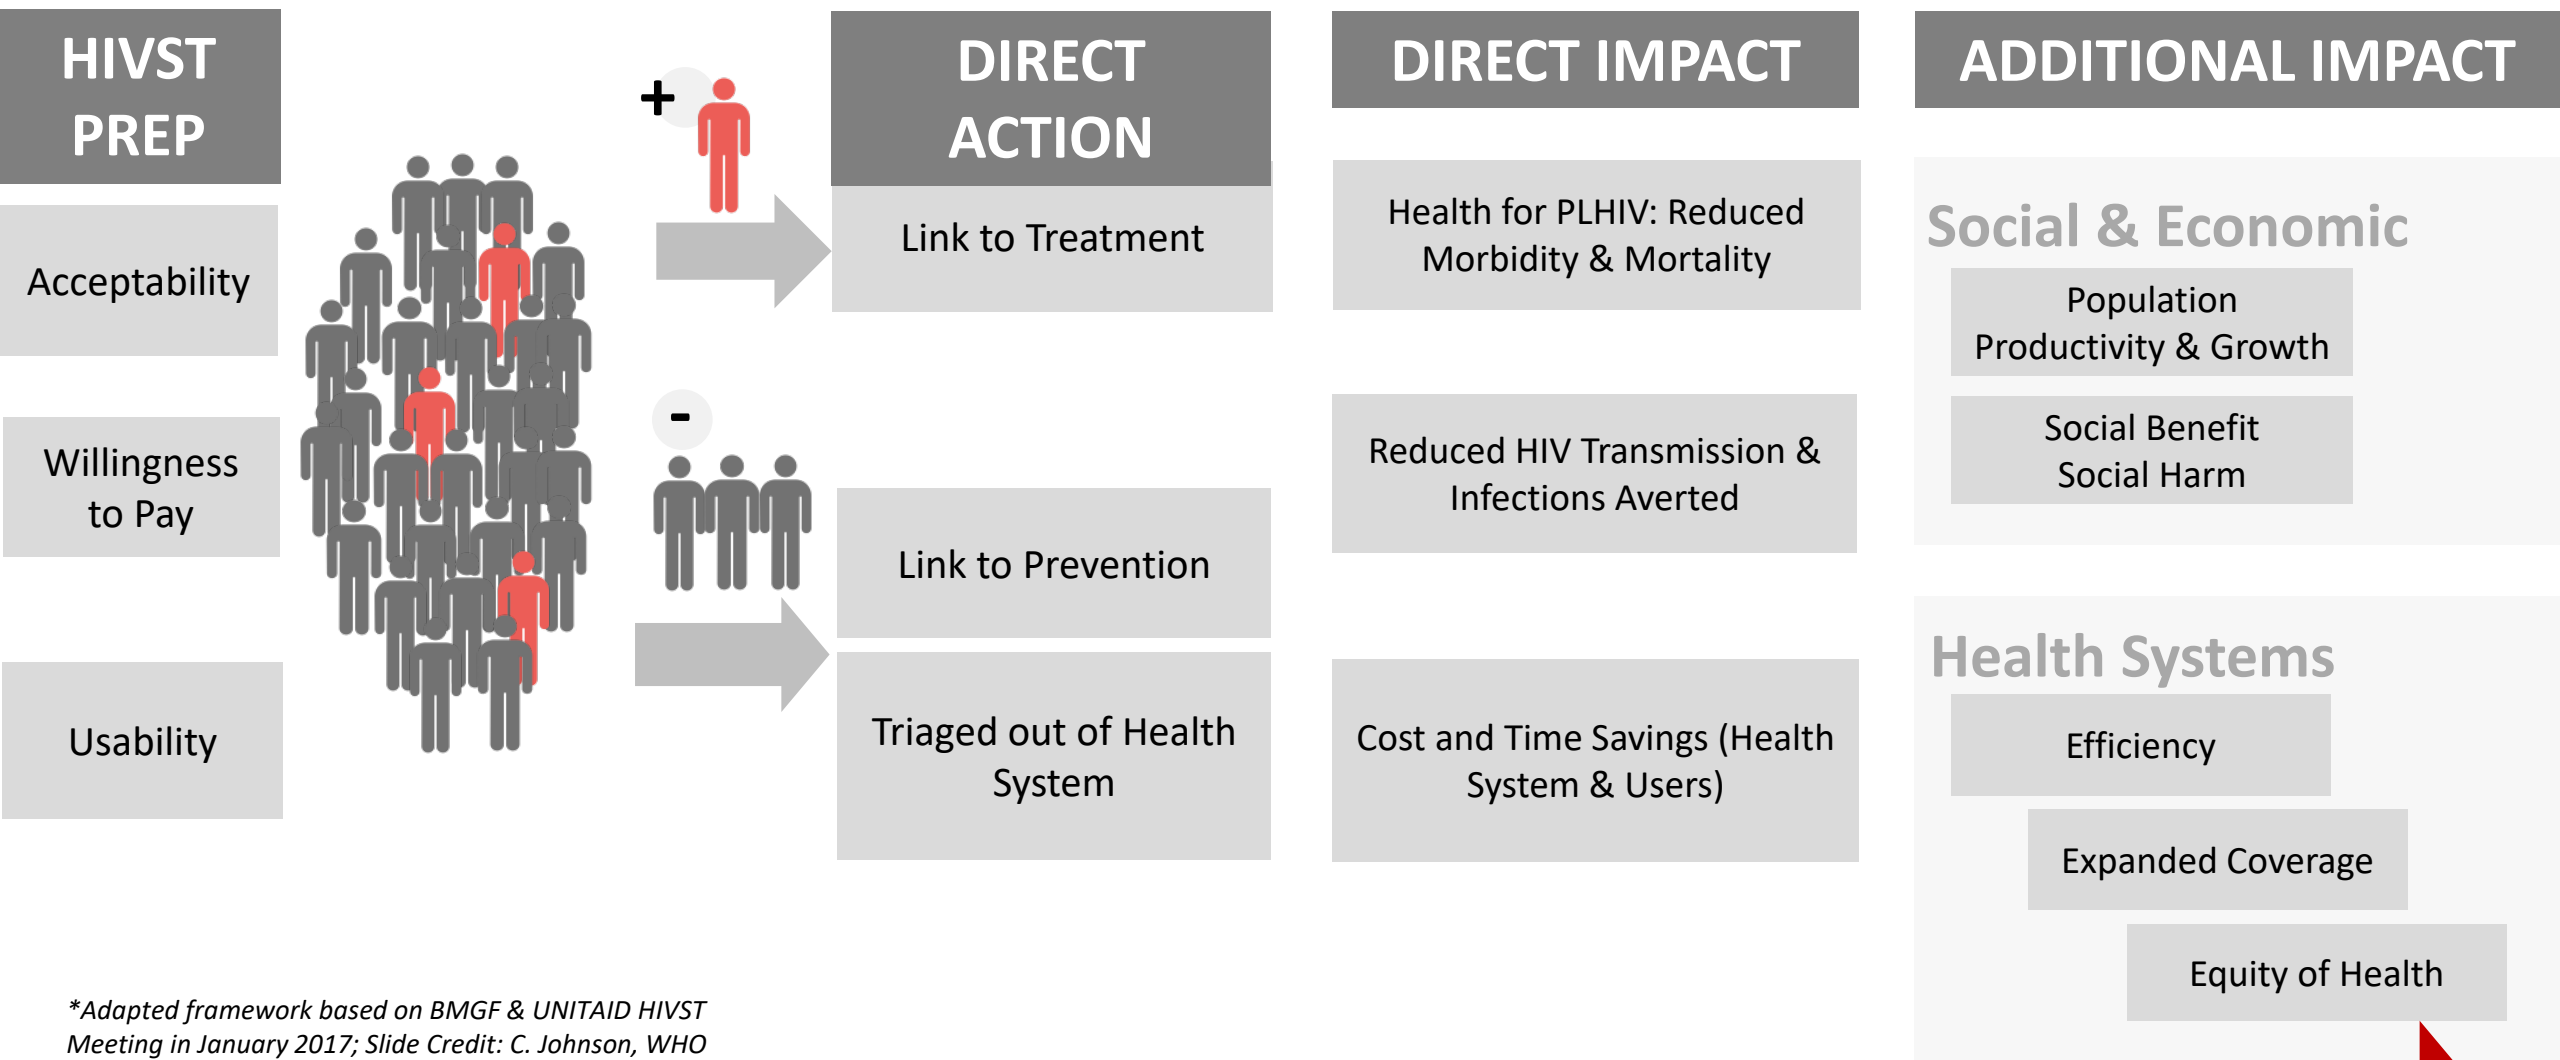 HIVST
PREP
Acceptability
Willingness
to Pay
Usability
+
-
DIRECT
ACTION
Link to Treatment
Link to Prevention
Triaged out of Health
System
DIRECT IMPACT
Health for PLHIV: Reduced
Morbidity & Mortality
Reduced HIV Transmission &
Infections Averted
Cost and Time Savings (Health
System & Users)
ADDITIONAL IMPACT
Social & Economic
Population
Productivity & Growth
Social Benefit
Social Harm
Health Systems
Efficiency
Expanded Coverage
Equity of Health
*Adapted framework based on BMGF & UNITAID HIVST
Meeting in January 2017; Slide Credit: C. Johnson, WHO